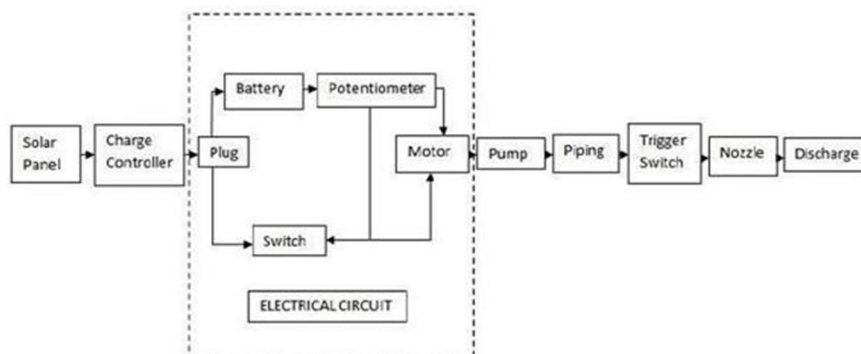 Solar
Panel
Charge
Controller
Plug
Battery
Potentiometer
Switch
Motor
Pump
Piping
Trigger
Switch
Nozzle
Discharge
ELECTRICAL CIRCUIT